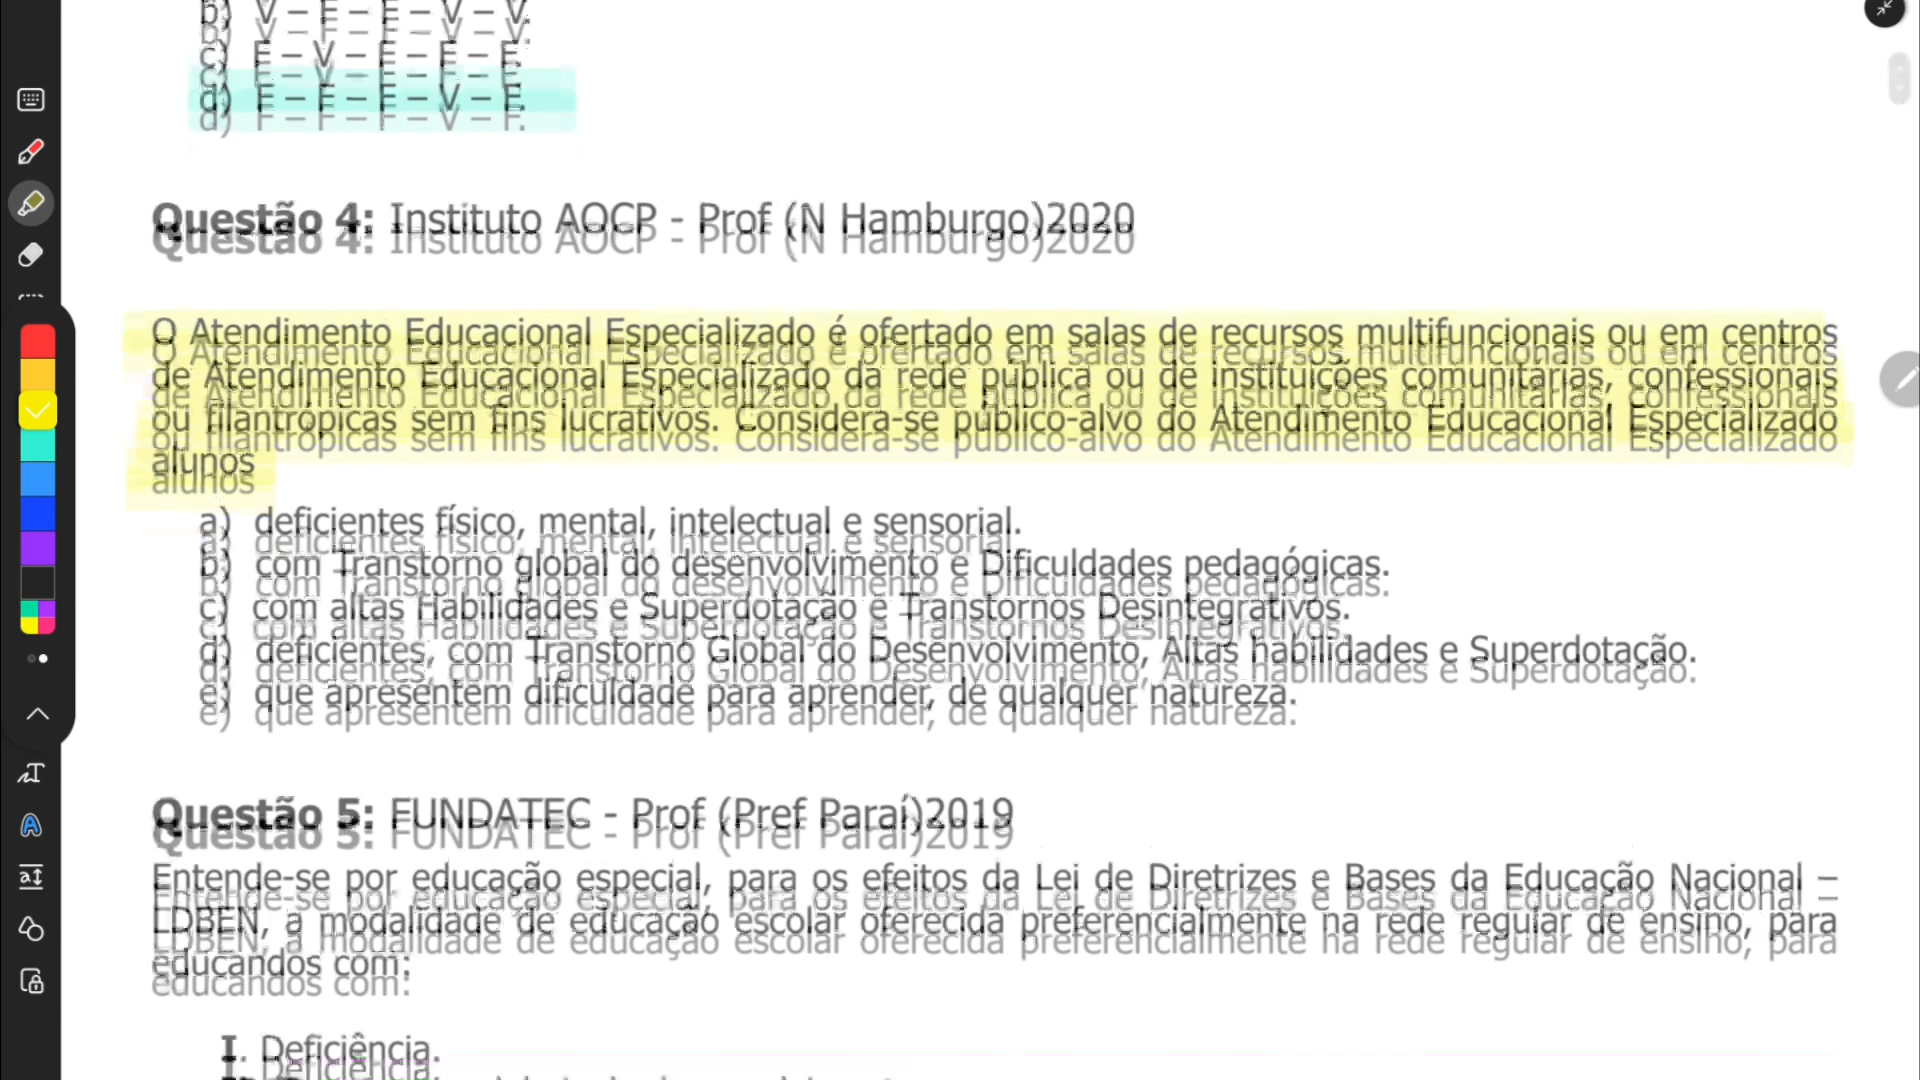 b) V – F – F – V – V.
c) F – V – F – F – F.
d) F – F – F – V – F.
Questão 4: Instituto AOCP - Prof (N Hamburgo)2020
O Atendimento Educacional Especializado é ofertado em salas de recursos multifuncionais ou em centros
de Atendimento Educacional Especializado da rede pública ou de instituições comunitárias, confessionais
ou filantrópicas sem fins lucrativos. Considera-se público-alvo do Atendimento Educacional Especializado
alunos
a) deficientes físico, mental, intelectual e sensorial.
b) com Transtorno global do desenvolvimento e Dificuldades pedagógicas.
c) com altas Habilidades e Superdotação e Transtornos Desintegrativos.
d) deficientes, com Transtorno Global do Desenvolvimento, Altas habilidades e Superdotação.
e) que apresentem dificuldade para aprender, de qualquer natureza.
Questão 5: FUNDATEC - Prof (Pref Paraí)2019
Entende-se por educação especial, para os efeitos da Lei de Diretrizes e Bases da Educação Nacional –
LDBEN, a modalidade de educação escolar oferecida preferencialmente na rede regular de ensino, para
educandos com:
I. Deficiência.